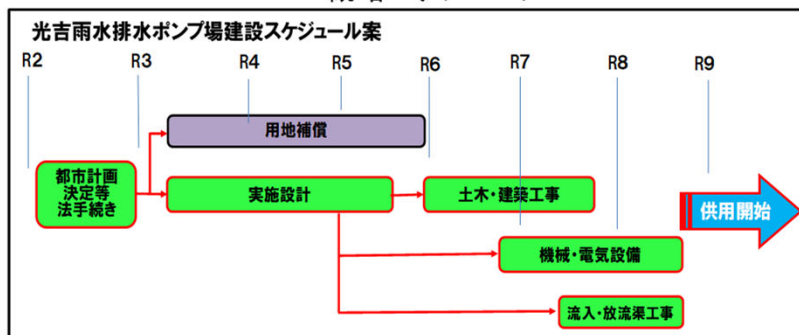 光吉雨水排水ポンプ場建設スケジュール案
R2
R3
R4
R5
R6
R7
R8
R9
用地補償
都市計画
決定等
法手続き
実施設計
土木・建築工事
供用開始
機械・電気設備
流入・放流渠工事